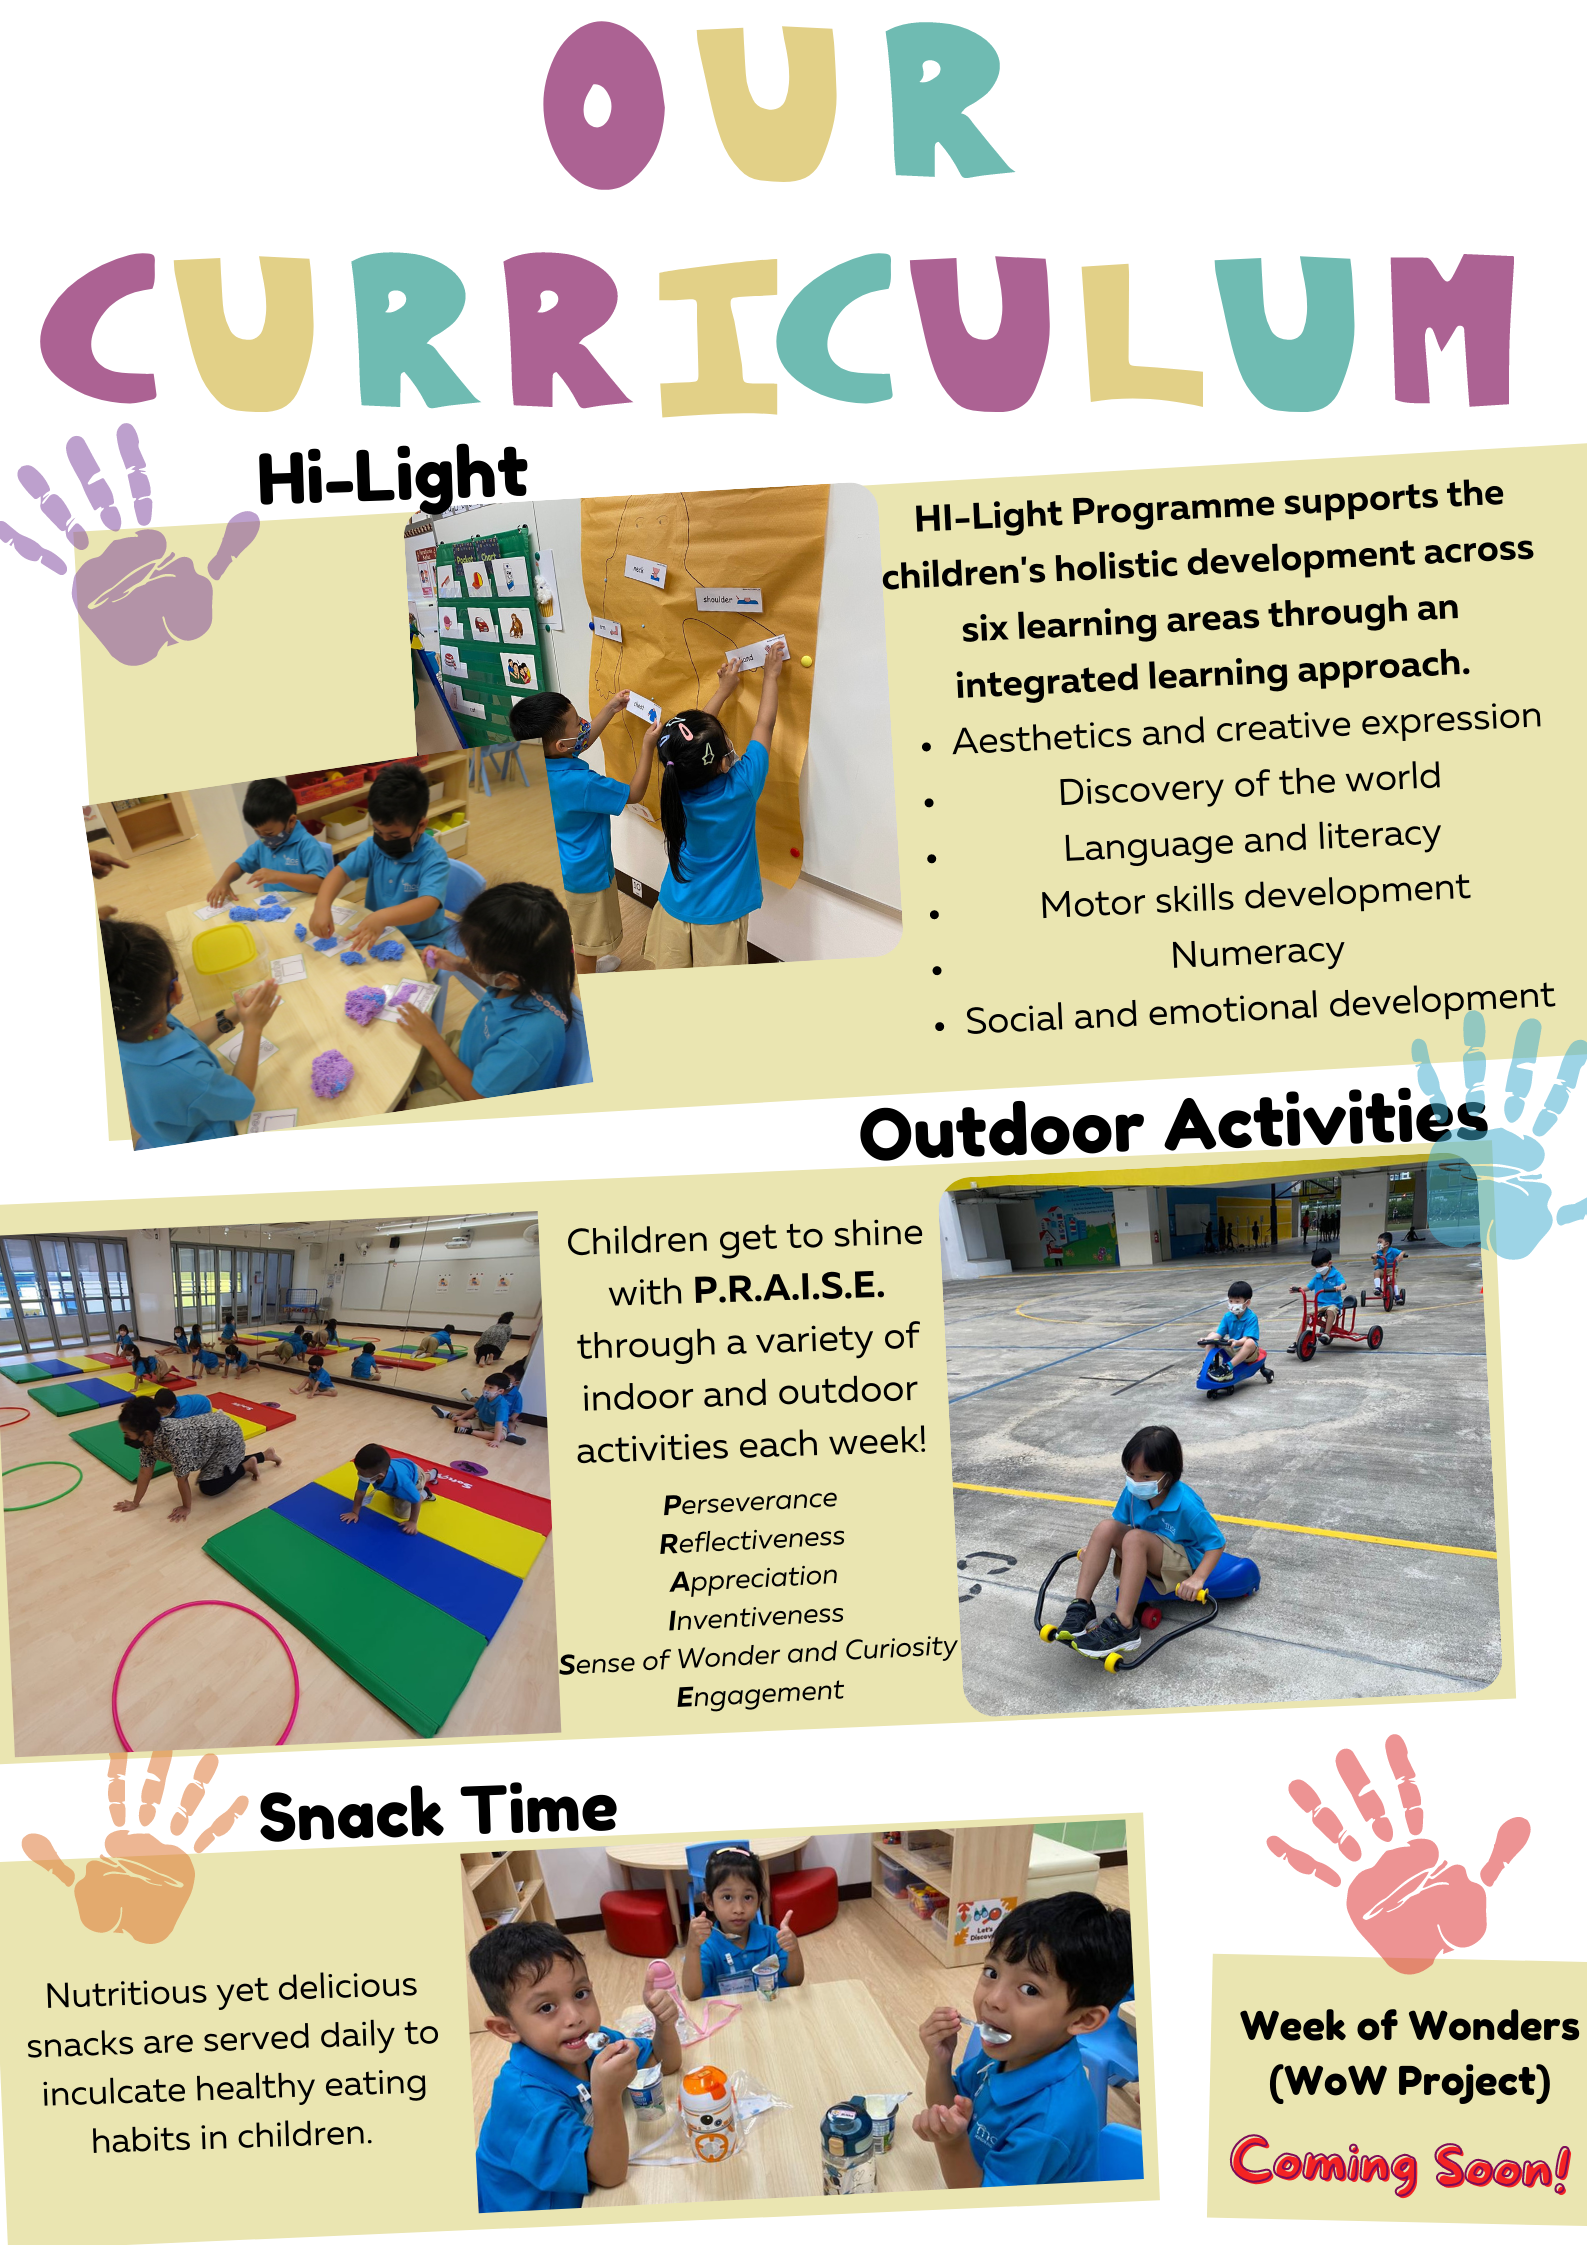 OUR
CURRICULUM
Hi-Light
neck
shoulder
HI-Light Programme supports the
children's holistic development across
six learning areas through an
integrated learning approach.
• Aesthetics and creative expression
• Discovery of the world
• Language and literacy
• Motor skills development
• Numeracy
• Social and emotional development
Outdoor Activities
Children get to shine
with P.R.A.I.S.E.
through a variety of
indoor and outdoor
activities each week!
Perseverance
Reflectiveness
Appreciation
Inventiveness
Sense of Wonder and Curiosity
Engagement
Snack Time
Nutritious yet delicious
snacks are served daily to
inculcate healthy eating
habits in children.
Let's
Week of Wonders
(WoW Project)
Coming Soon!